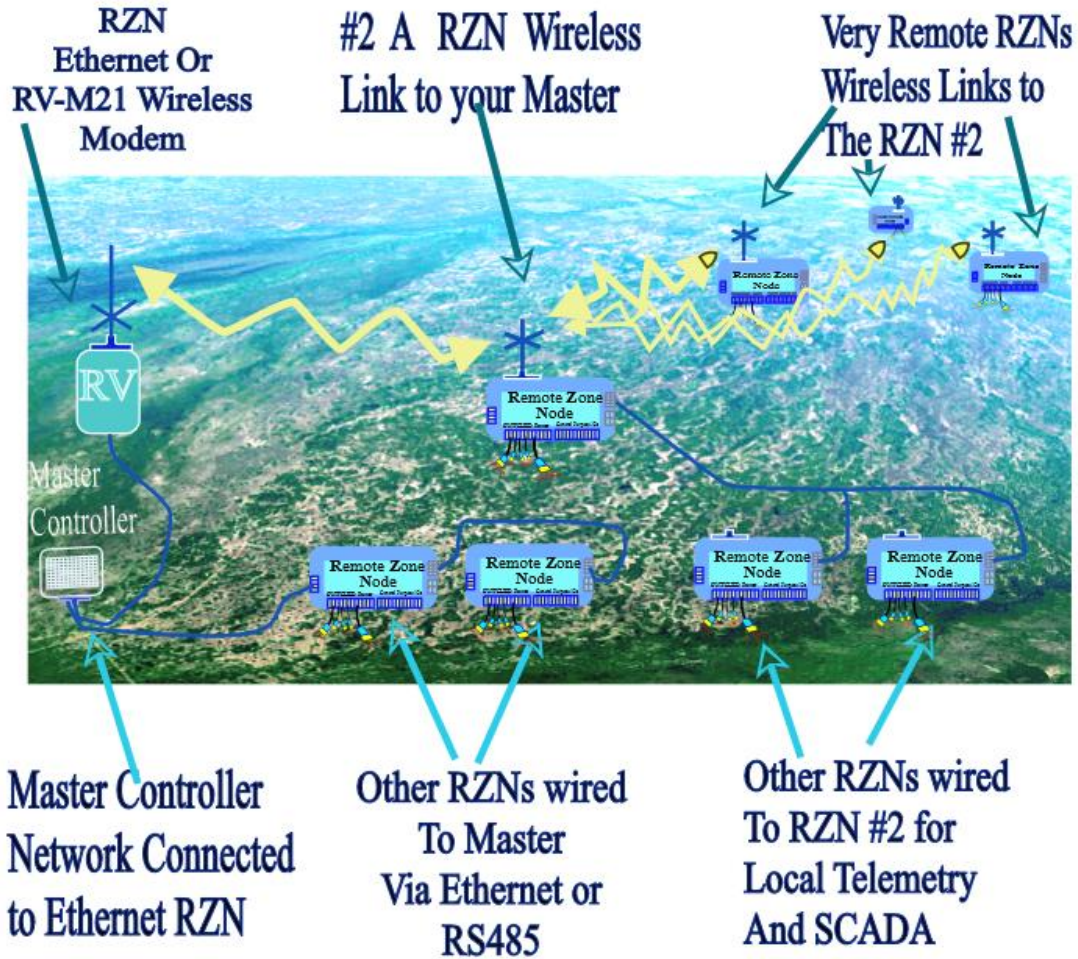 RZN
Ethernet Or
RV-M21 Wireless
Modem
#2 A RZN Wireless
Link to your Master
Very Remote RZNs
Wireless Links to
The RZN #2
Remote Zone
Node
Remote Zone
Node
RV
Remote Zone
Node
Master
Controller
Remote Zone
Node
Remote Zone
Node
Remote Zone
Node
Remote Zone
Node
Master Controller
Network Connected
to Ethernet RZN
Other RZNs wired
To Master
Via Ethernet or
RS485
Other RZNs wired
To RZN #2 for
Local Telemetry
And SCADA